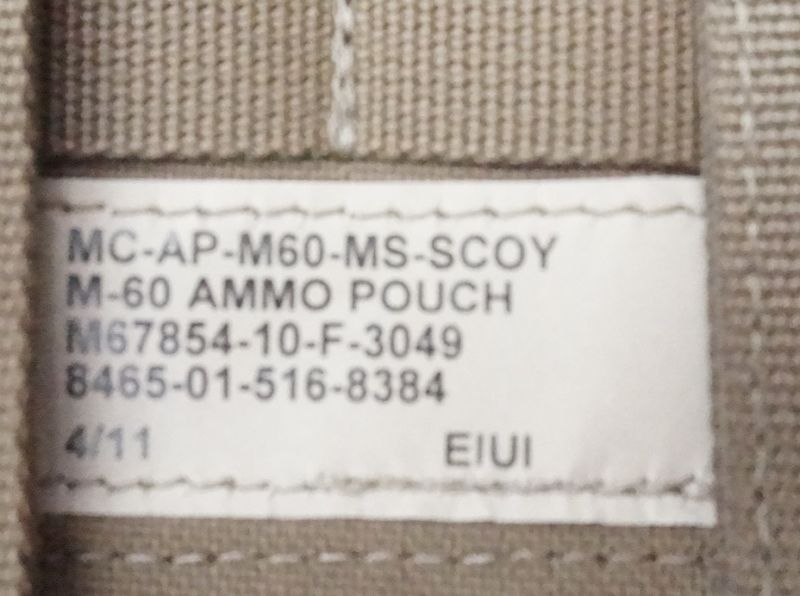 MC-AP-M60-MS-SCOY
M-60 AMMO POUCH
M67854-10-F-3049
8465-01-516-8384
4/11 EIUI